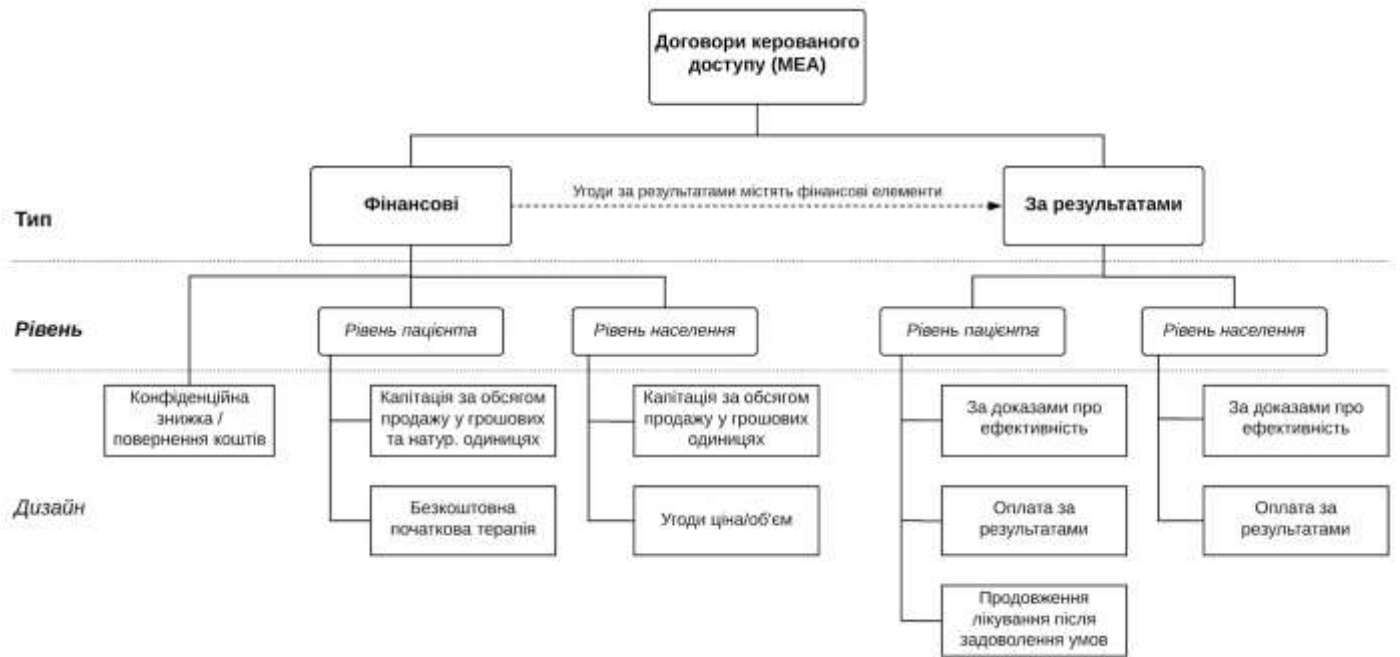 Договори керованого
доступу (МЕА)
Тип
Фінансові
Угоди за результатами містять фінансові елементи
За результатами
Рівень
Рівень пацієнта
Рівень населення
Рівень пацієнта
Рівень населення
Дизайн
Конфіденційна
знижка /
повернення коштів
Капітація за обсягом
продажу у грошових
та натур. одиницях
Безкоштовна
початкова терапія
Капітація за обсягом
продажу у грошових
одиницях
Угоди ціна/об'єм
За доказами про
ефективність
Оплата за
результатами
Продовження
лікування після
задоволення умов
За доказами про
ефективність
Оплата за
результатами